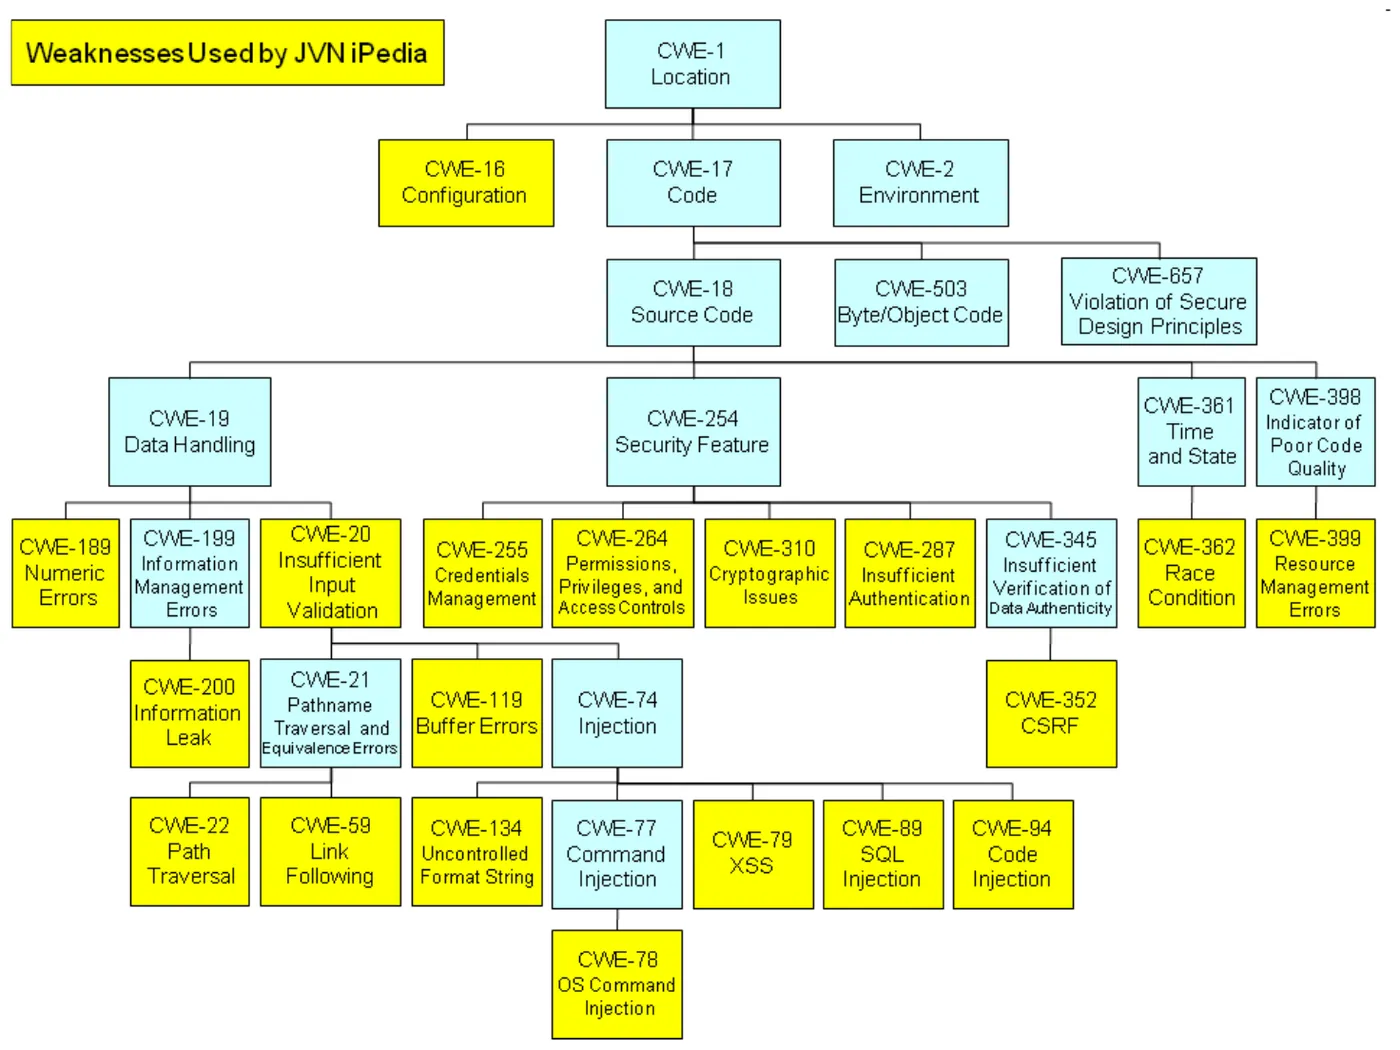 Weaknesses Used by JVN iPedia
CWE-1
Location
CWE-16
Configuration
CWE-17
Code
CWE-2
Environment
CWE-18
Source Code
CWE-503
Byte/Object Code
CWE-657
Violation of Secure
Design Principles
CWE-19
Data Handling
CWE-254
Security Feature
CWE-361
Time
and State
CWE-398
Indicator of
Poor Code
Quality
CWE-189
Numeric
Errors
CWE-199
Information
Management
Errors
CWE-20
Insufficient
Input
Validation
CWE-255
Credentials
Management
CWE-264
Permissions,
Privileges, and
Access Controls
CWE-310
Cryptographic
Issues
CWE-287
Insufficient
Authentication
CWE-345
Insufficient
Verification of
Data Authenticity
CWE-362
Race
Condition
CWE-399
Resource
Management
Errors
CWE-200
Information
Leak
CWE-21
Pathname
Traversal and
Equivalence Errors
CWE-119
Buffer Errors
CWE-74
Injection
CWE-352
CSRF
CWE-22
Path
Traversal
CWE-59
Link
Following
CWE-134
Uncontrolled
Format String
CWE-77
Command
Injection
CWE-79
XSS
CWE-89
SQL
Injection
CWE-94
Code
Injection
CWE-78
OS Command
Injection